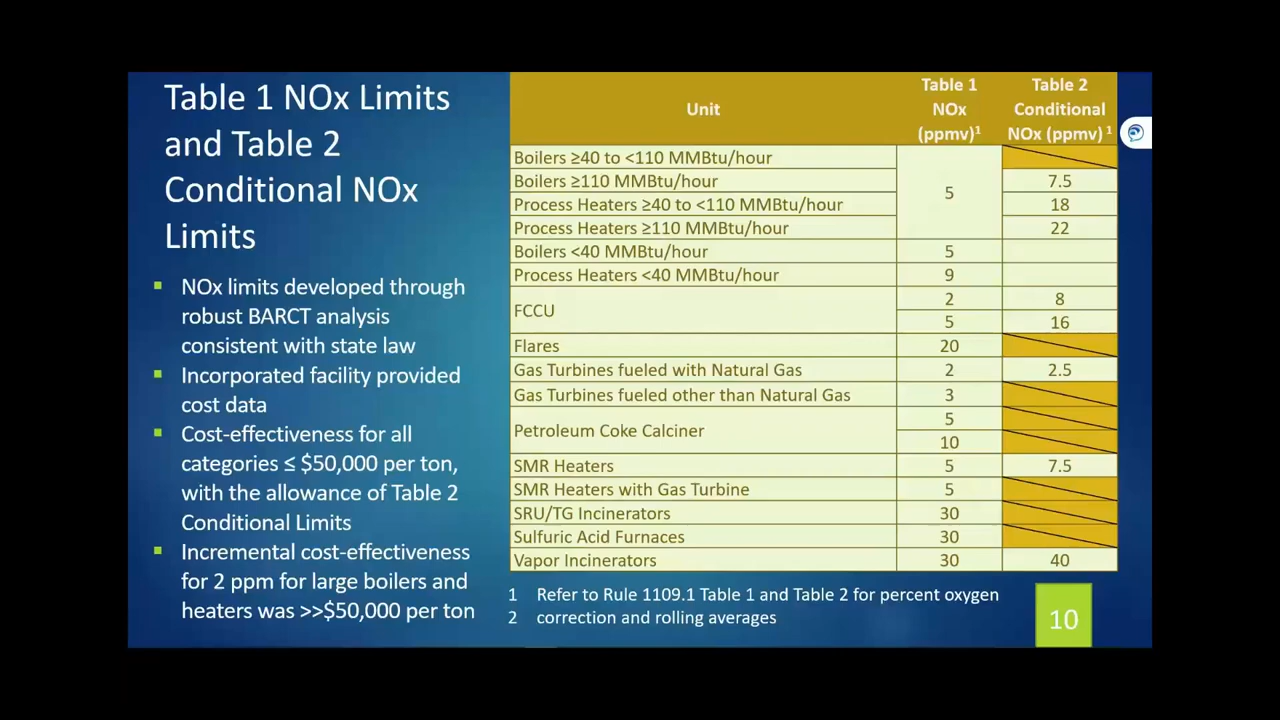 Table 1 NOx Limits
and Table 2
Conditional NOx
Limits
NOx limits developed through
robust BARCT analysis
consistent with state law
Incorporated facility provided
cost data
Cost-effectiveness for all
categories ≤ $50,000 per ton,
with the allowance of Table 2
Conditional Limits
Incremental cost-effectiveness
for 2 ppm for large boilers and
heaters was >>$50,000 per ton
Unit
Table 1
NOx
(ppmv)¹
Table 2
Conditional
NOx (ppmv) ¹
Boilers ≥40 to <110 MMBtu/hour
Boilers ≥110 MMBtu/hour 7.5
5
Process Heaters ≥40 to <110 MMBtu/hour 18
Process Heaters ≥110 MMBtu/hour 22
Boilers <40 MMBtu/hour 5
Process Heaters <40 MMBtu/hour 9
FCCU
2 8
5 16
Flares 20
Gas Turbines fueled with Natural Gas 2 2.5
Gas Turbines fueled other than Natural Gas 3
Petroleum Coke Calciner
5
10
SMR Heaters 5 7.5
SMR Heaters with Gas Turbine 5
SRU/TG Incinerators 30
Sulfuric Acid Furnaces 30
Vapor Incinerators 30 40
1 Refer to Rule 1109.1 Table 1 and Table 2 for percent oxygen
2 correction and rolling averages
10